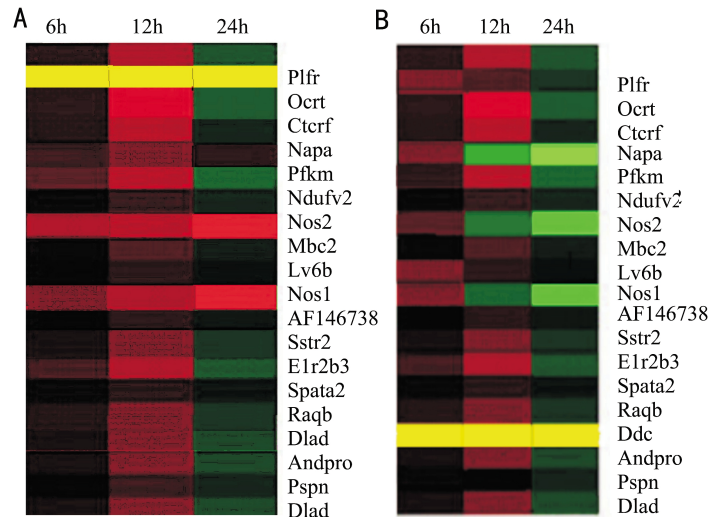 A
6h 12h 24h
Plfr
Ocrt
Ctcrf
Napa
Pfkm
Ndufv2
Nos2
Mbc2
Lv6b
Nos1
AF146738
Sstr2
E1r2b3
Spata2
Raqb
Dlad
Andpro
Pspn
Dlad
B
6h 12h 24h
Plfr
Ocrt
Ctcrf
Napa
Pfkm
Ndufv2
Nos2
Mbc2
Lv6b
Nos1
AF146738
Sstr2
E1r2b3
Spata2
Raqb
Ddc
Andpro
Pspn
Dlad